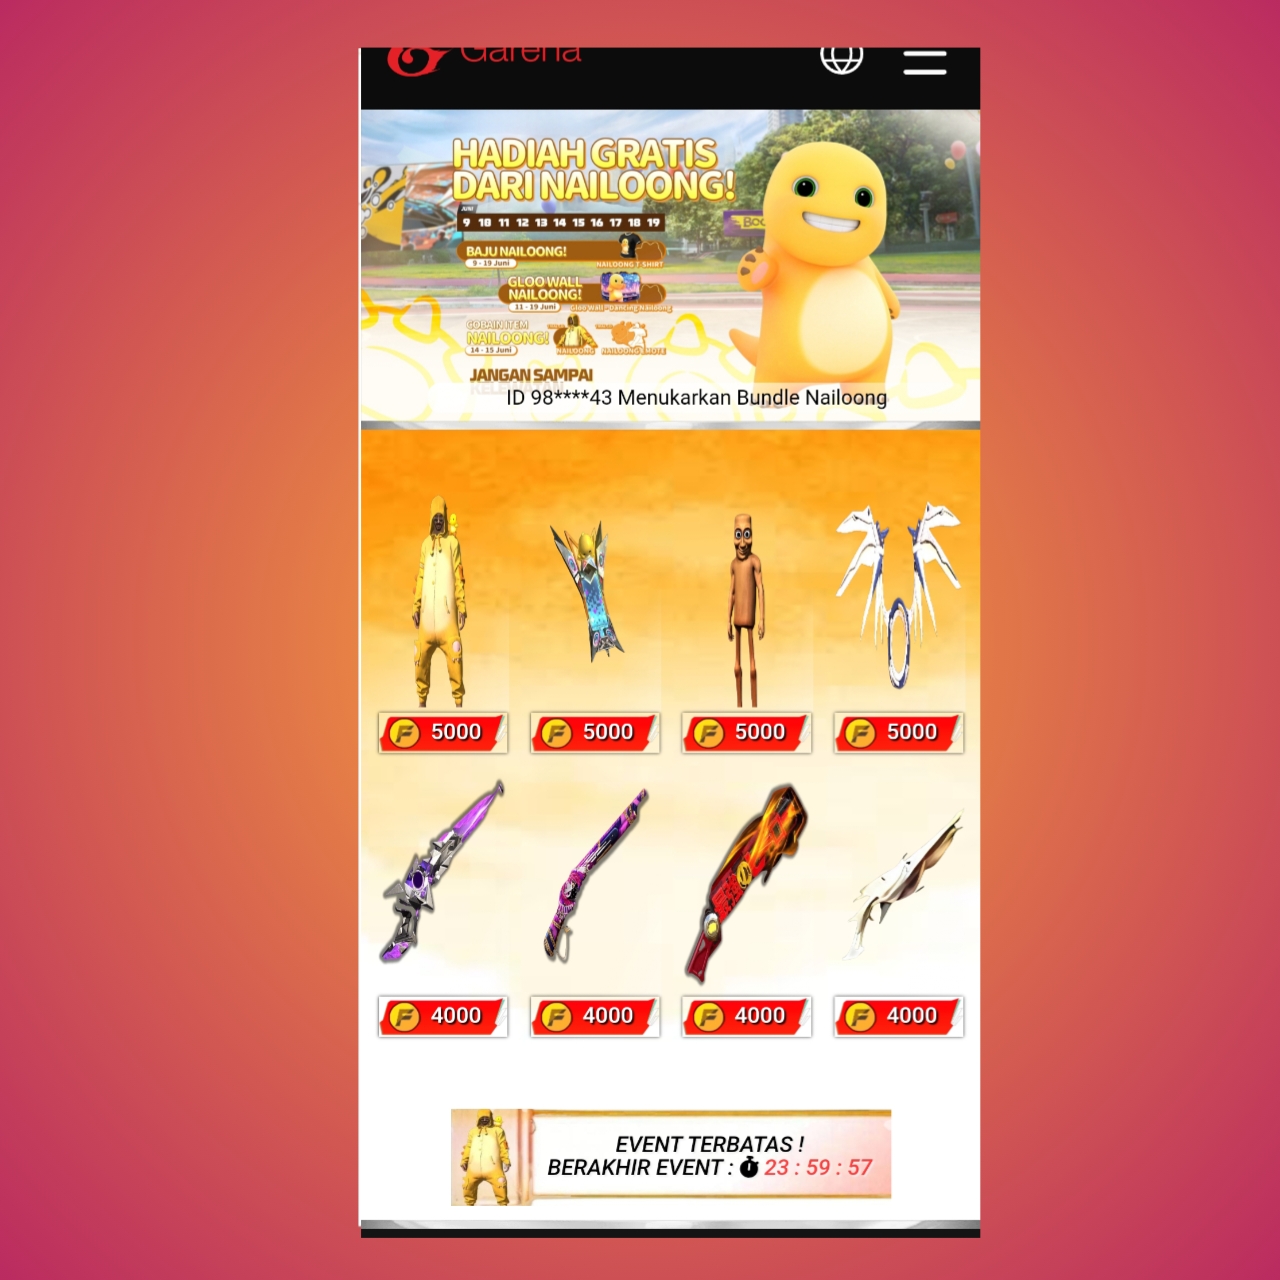 Garena
HADIAH GRATIS
DARI NAILOONG!
JUNI
9 10 11 12 13 14 15 16 17 18 19
BAJU NAILOONG!
9 - 19 Juni
NAILOONG T-SHIRT
GLOO WALL
NAILOONG!
11 - 19 Juni
Gloo Wall - Dancing Nailoong
COBAIN ITEM
NAILOONG!
14 - 15 Juni
NAILOONG
NAILOONG EMOTE
JANGAN SAMPAI
ID 98****43 Menukarkan Bundle Nailoong
F 5000
F 5000
F 5000
F 5000
F 4000
F 4000
F 4000
F 4000
EVENT TERBATAS !
BERAKHIR EVENT : 23 : 59 : 57